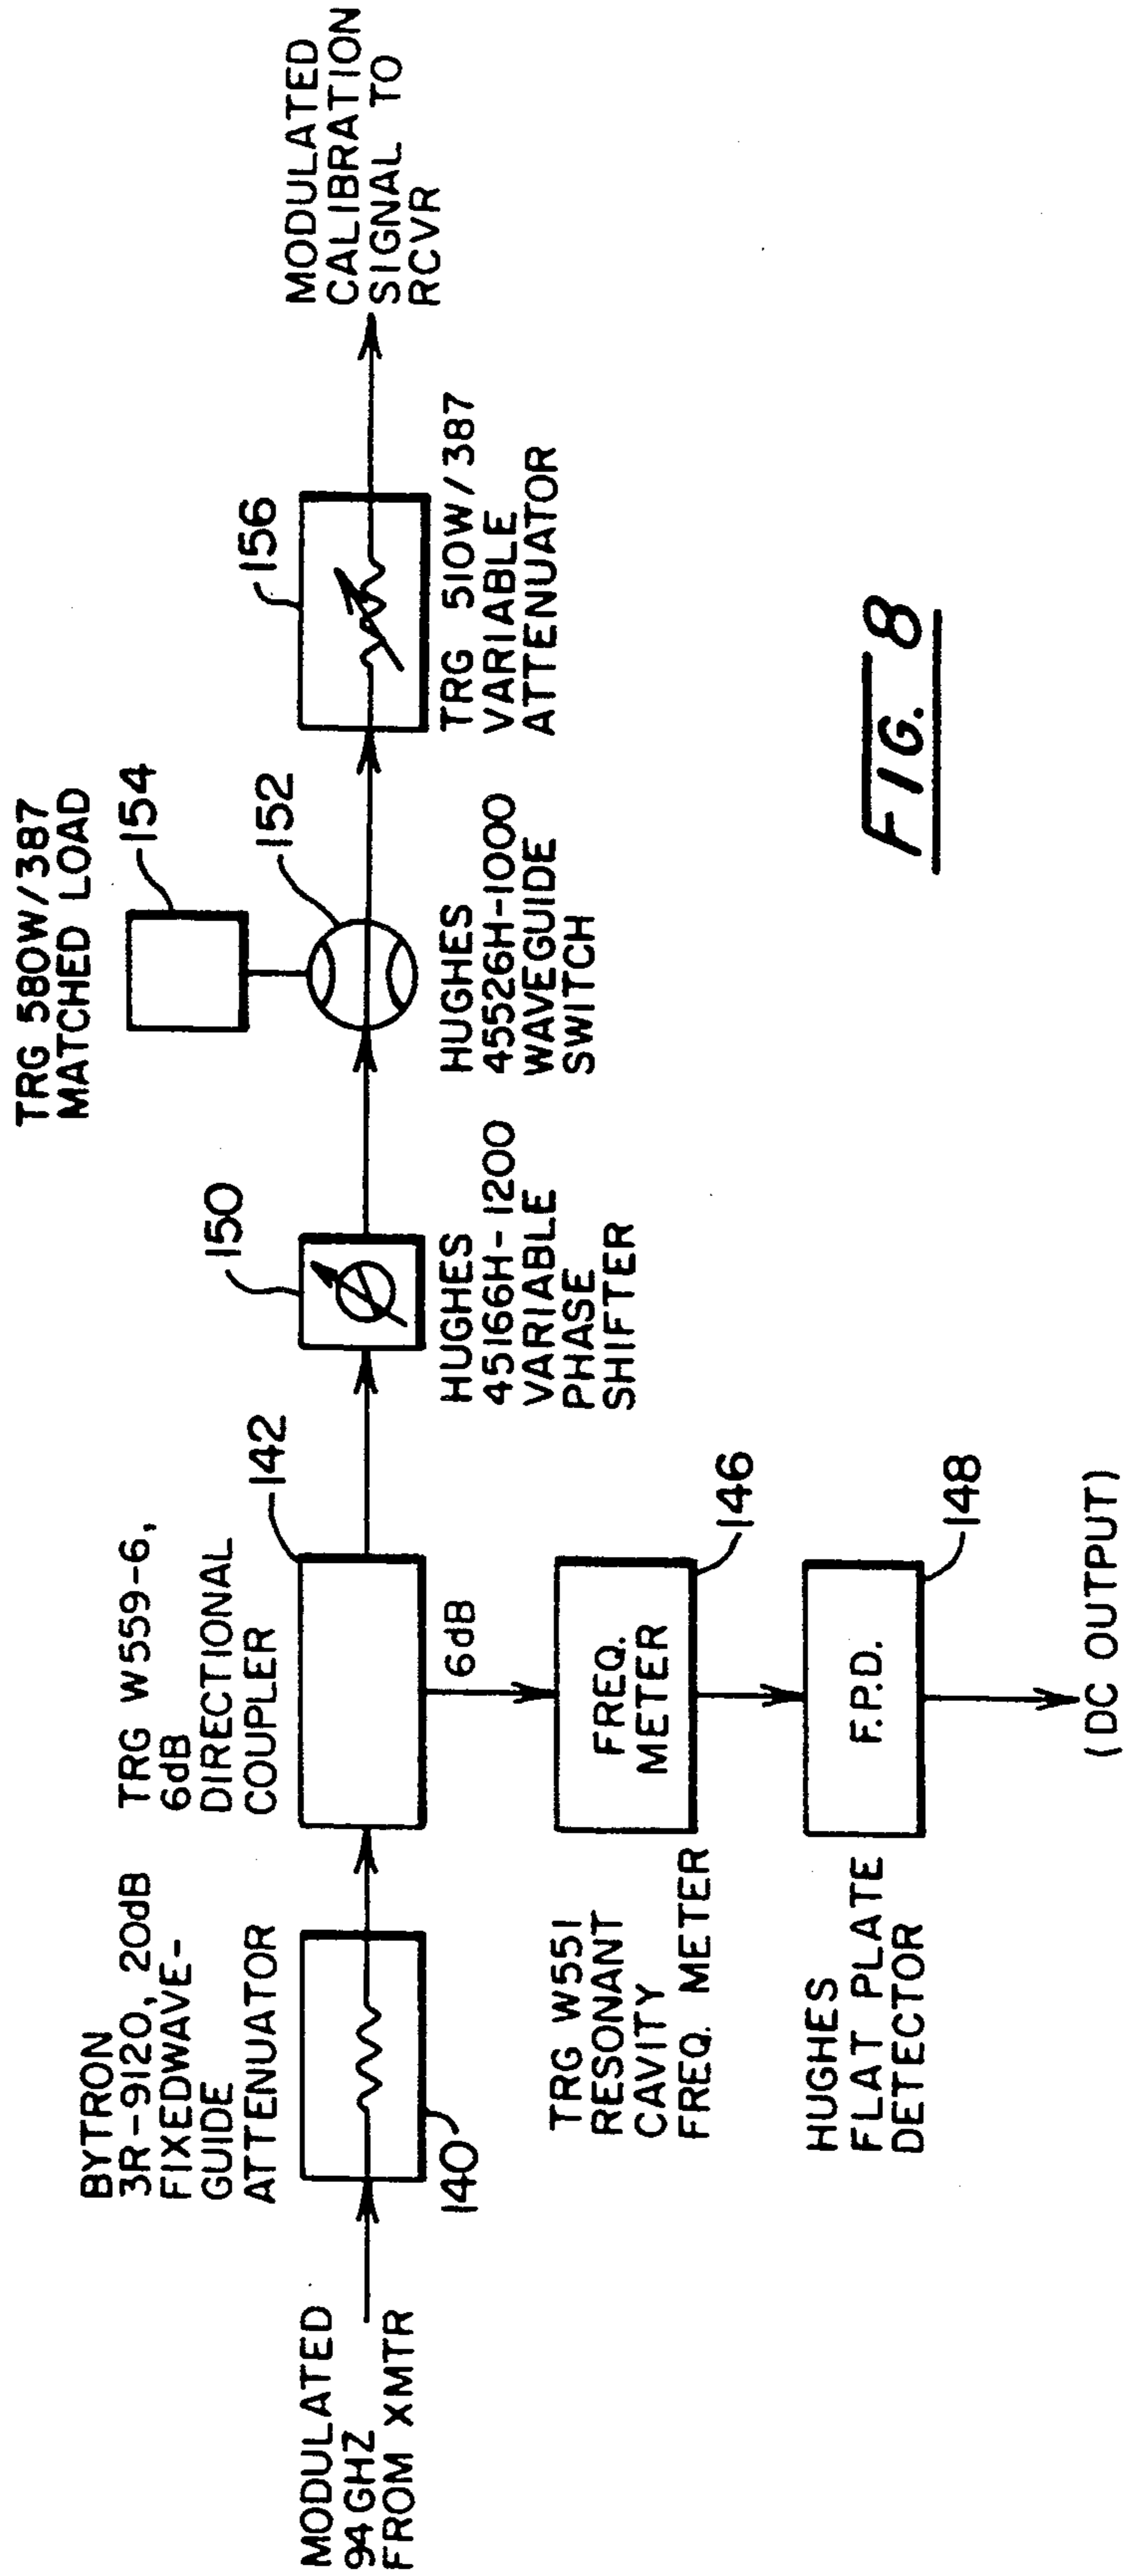 MODULATED
94 GHZ
FROM XMTR
BYTRON
3R-9120, 20dB
FIXEDWAVE-
GUIDE
ATTENUATOR
140
TRG W559-6,
6dB
DIRECTIONAL
COUPLER
142
6dB
FREQ.
METER
146
TRG W551
RESONANT
CAVITY
FREQ. METER
F.P.D.
148
HUGHES
FLAT PLATE
DETECTOR
(DC OUTPUT)
150
HUGHES
45166H-1200
VARIABLE
PHASE
SHIFTER
TRG 580W/387
MATCHED LOAD
154
152
HUGHES
45526H-1000
WAVEGUIDE
SWITCH
156
TRG 510W/387
VARIABLE
ATTENUATOR
MODULATED
CALIBRATION
SIGNAL TO
RCVR
FIG. 8